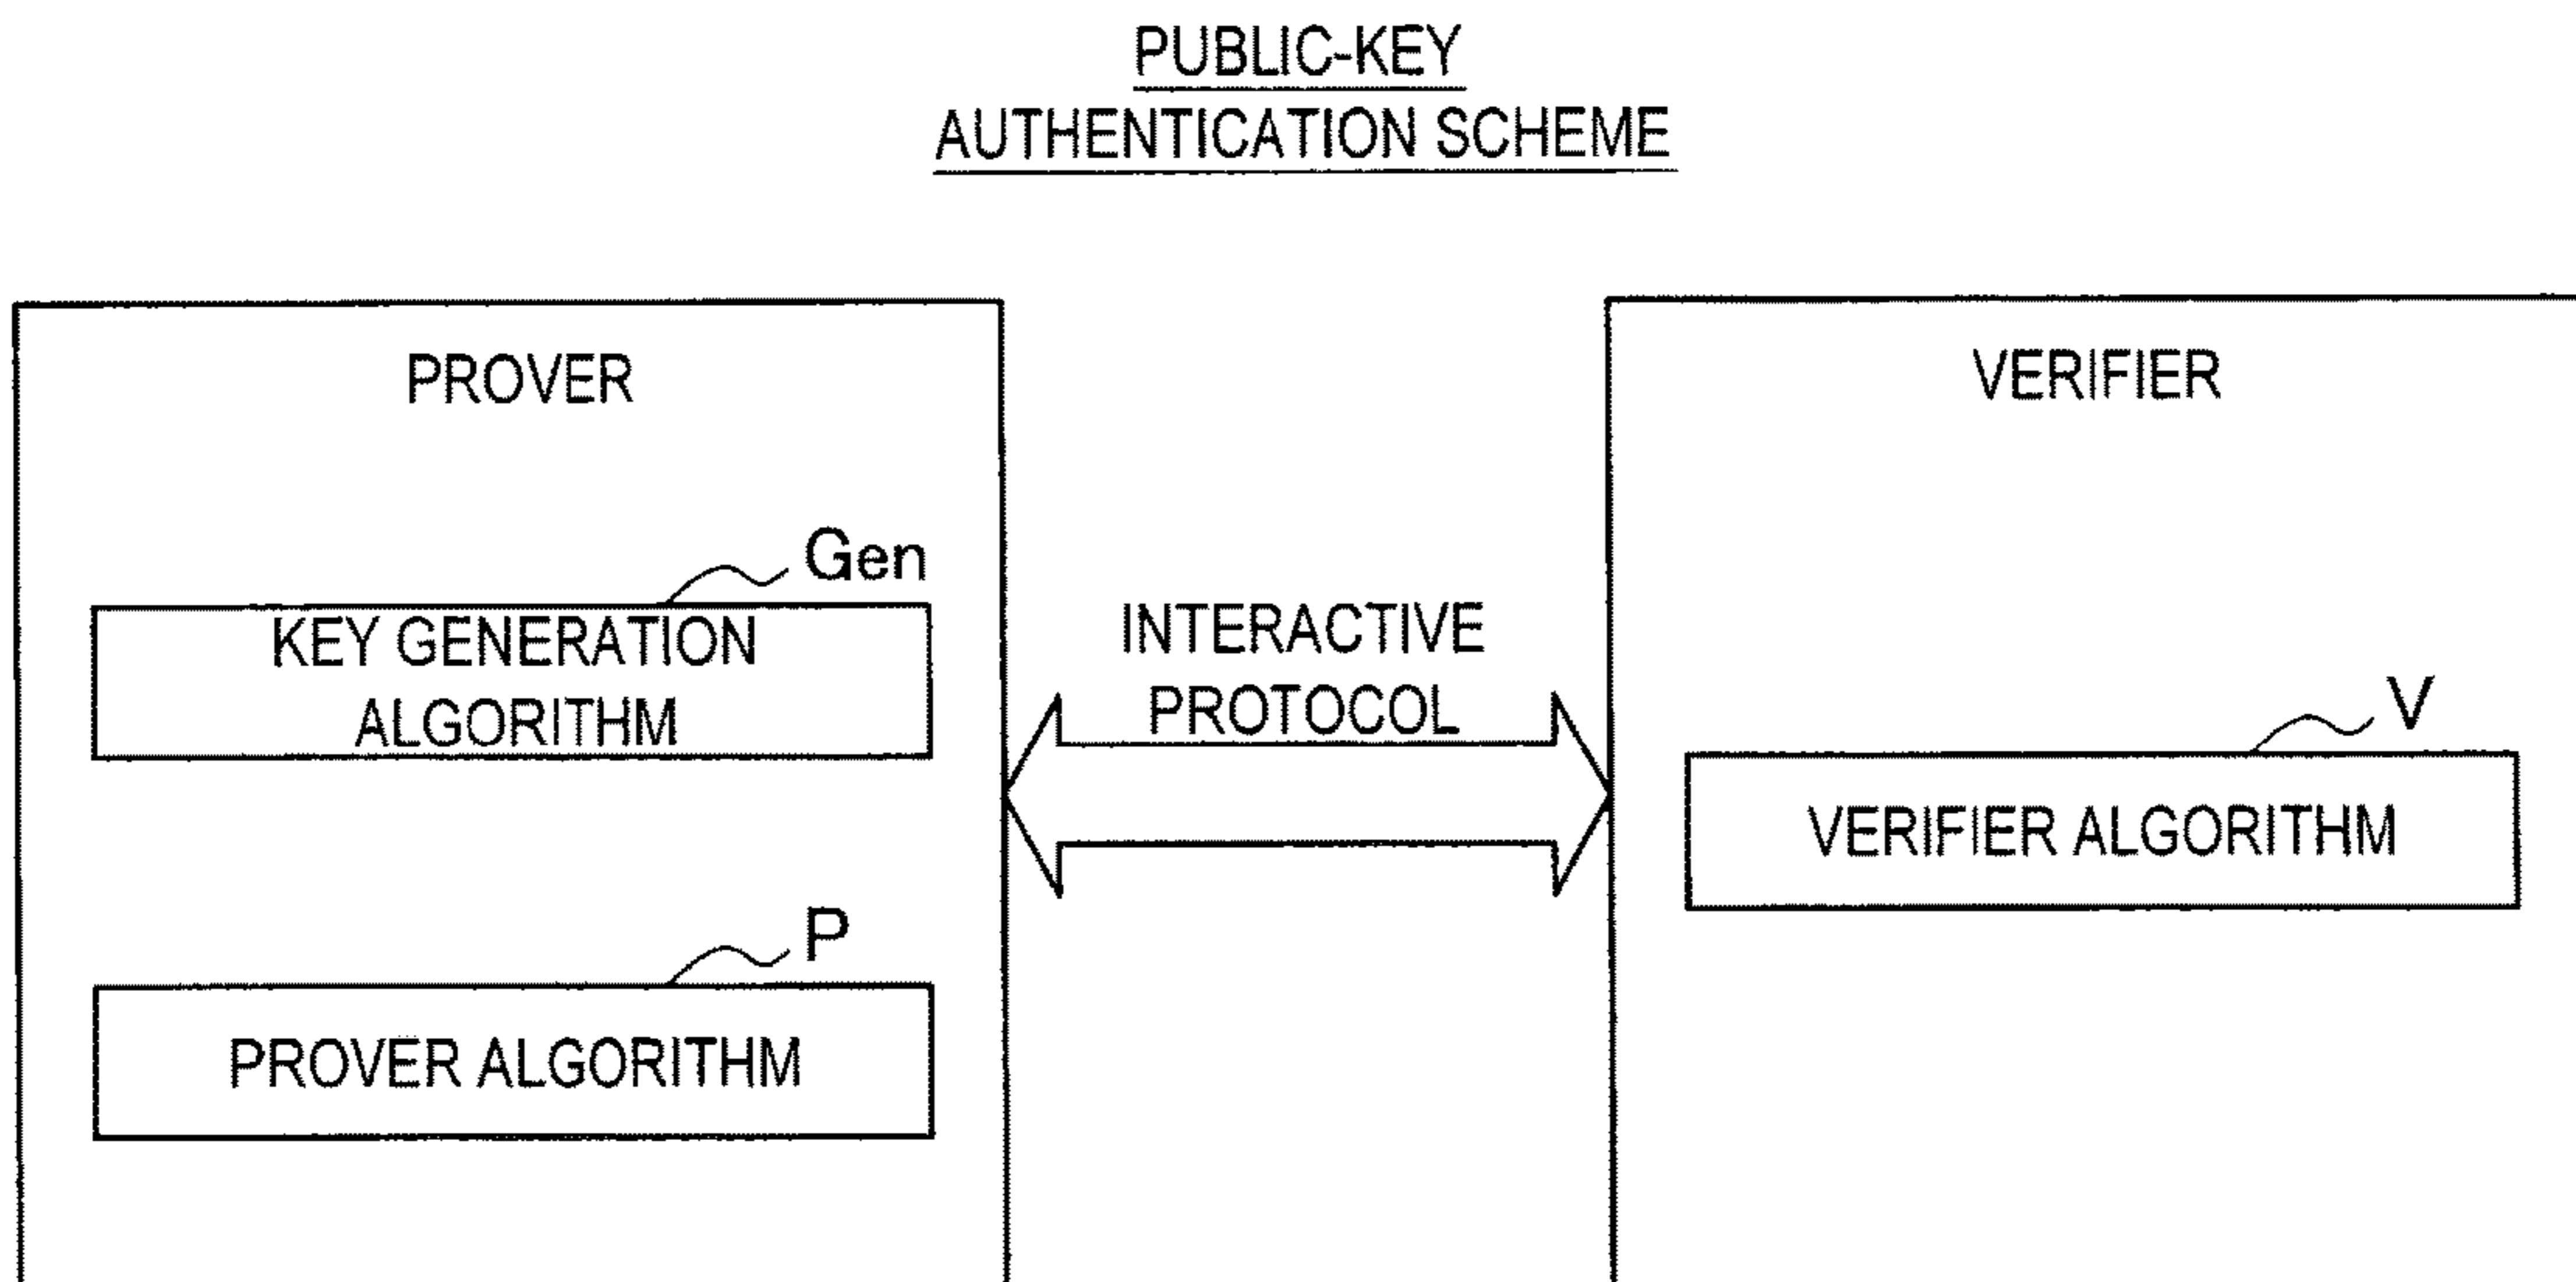 PUBLIC-KEY
AUTHENTICATION SCHEME
PROVER
Gen
KEY GENERATION
ALGORITHM
P
PROVER ALGORITHM
INTERACTIVE
PROTOCOL
VERIFIER
V
VERIFIER ALGORITHM